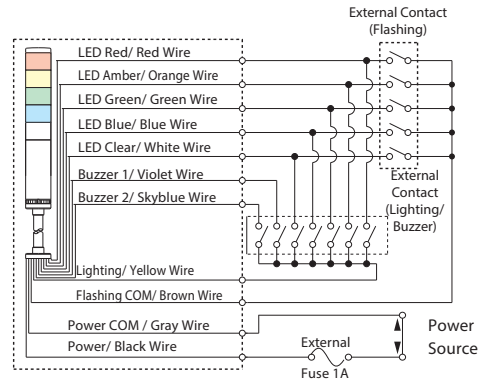 External Contact
(Flashing)
LED Red/ Red Wire
LED Amber/ Orange Wire
LED Green/ Green Wire
LED Blue/ Blue Wire
LED Clear/ White Wire
Buzzer 1/ Violet Wire
Buzzer 2/ Skyblue Wire
External
Contact
(Lighting/
Buzzer)
Lighting/ Yellow Wire
Flashing COM/ Brown Wire
Power COM / Gray Wire
Power/ Black Wire
External
Fuse 1A
Power
Source